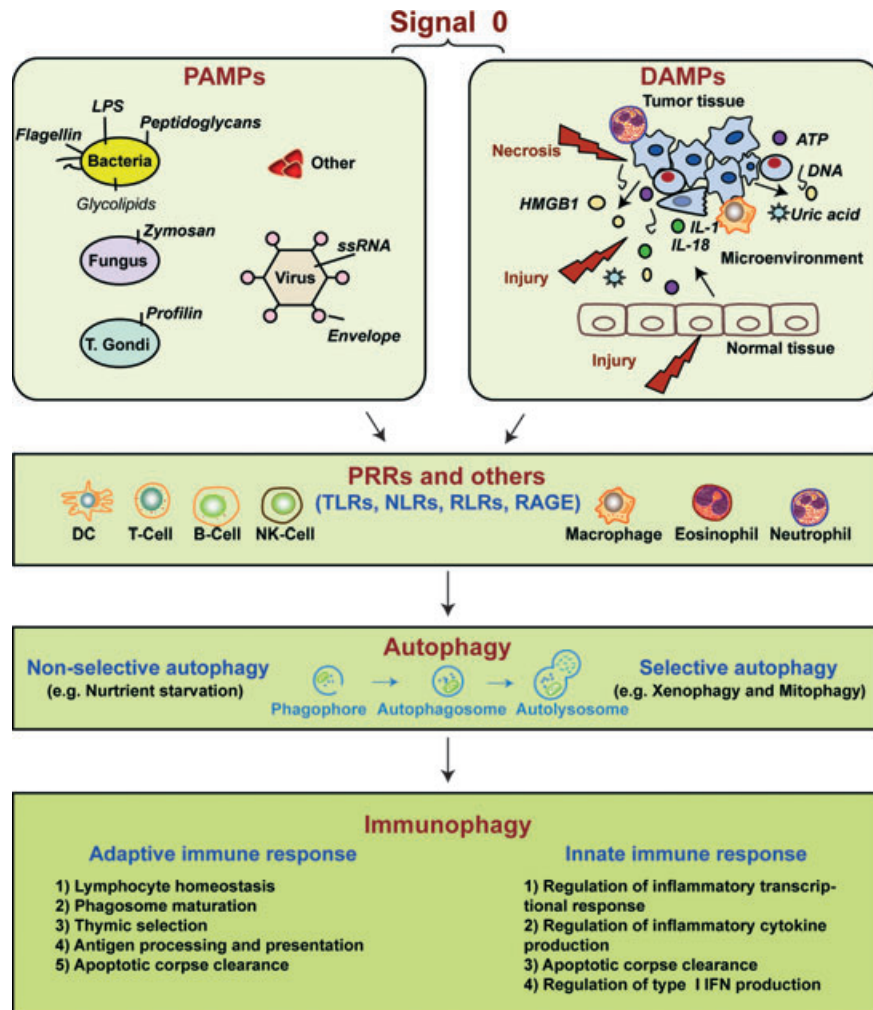 Signal 0
PAMPs
LPS
Flagellin
Peptidoglycans
Bacteria
Glycolipids
Other
Zymosan
Fungus
ssRNA
Virus
Profilin
T. Gondi
Envelope
DAMPs
Tumor tissue
Necrosis
ATP
DNA
HMGB1
Uric acid
IL-1
IL-18
Microenvironment
Injury
Normal tissue
Injury
PRRs and others
(TLRs, NLRs, RLRs, RAGE)
DC
T-Cell
B-Cell
NK-Cell
Macrophage
Eosinophil
Neutrophil
Autophagy
Non-selective autophagy
(e.g. Nurtrient starvation)
Phagophore
Autophagosome
Autolysosome
Selective autophagy
(e.g. Xenophagy and Mitophagy)
Immunophagy
Adaptive immune response
1) Lymphocyte homeostasis
2) Phagosome maturation
3) Thymic selection
4) Antigen processing and presentation
5) Apoptotic corpse clearance
Innate immune response
1) Regulation of inflammatory transcrip-
tional response
2) Regulation of inflammatory cytokine
production
3) Apoptotic corpse clearance
4) Regulation of type I IFN production